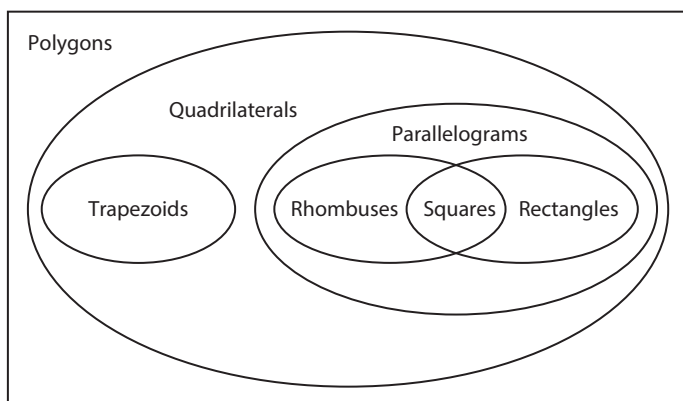 Polygons
Quadrilaterals
Parallelograms
Trapezoids
Rhombuses
Squares
Rectangles